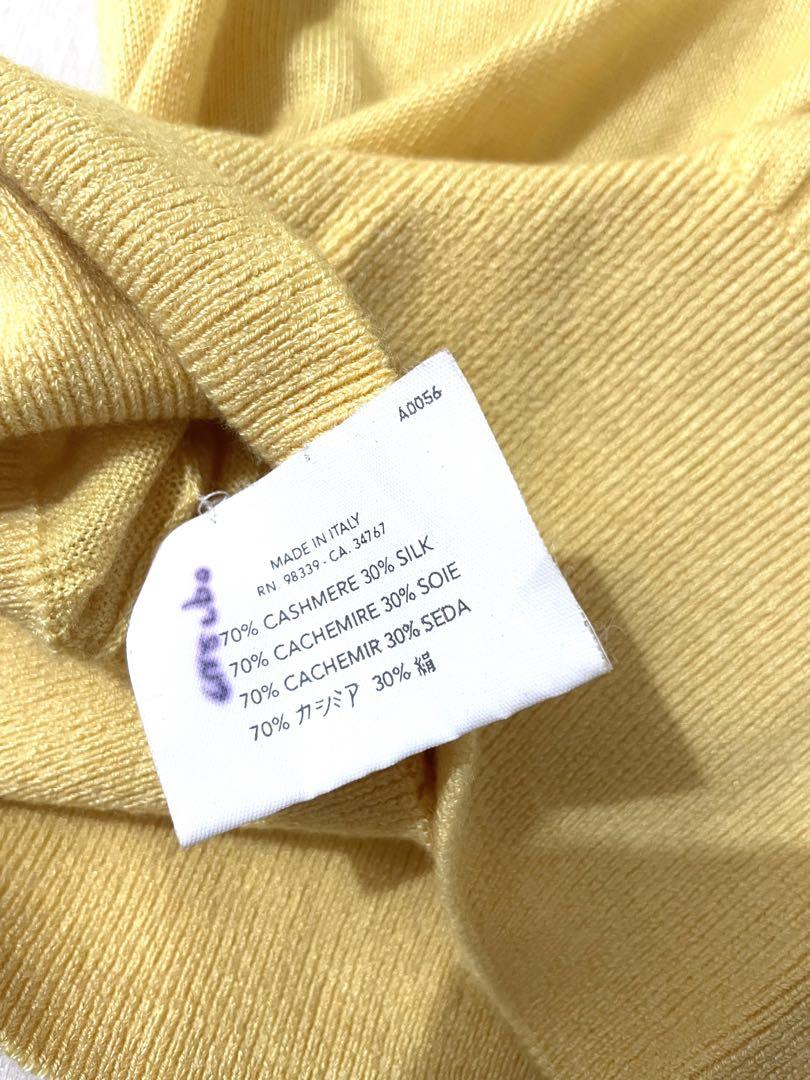 A0056
MADE IN ITALY
RN 98339 - CA. 34767
70% CASHMERE 30% SILK
70% CACHEMIRE 30% SOIE
70% CACHEMIR 30% SEDA
70% カシミア 30% 絹